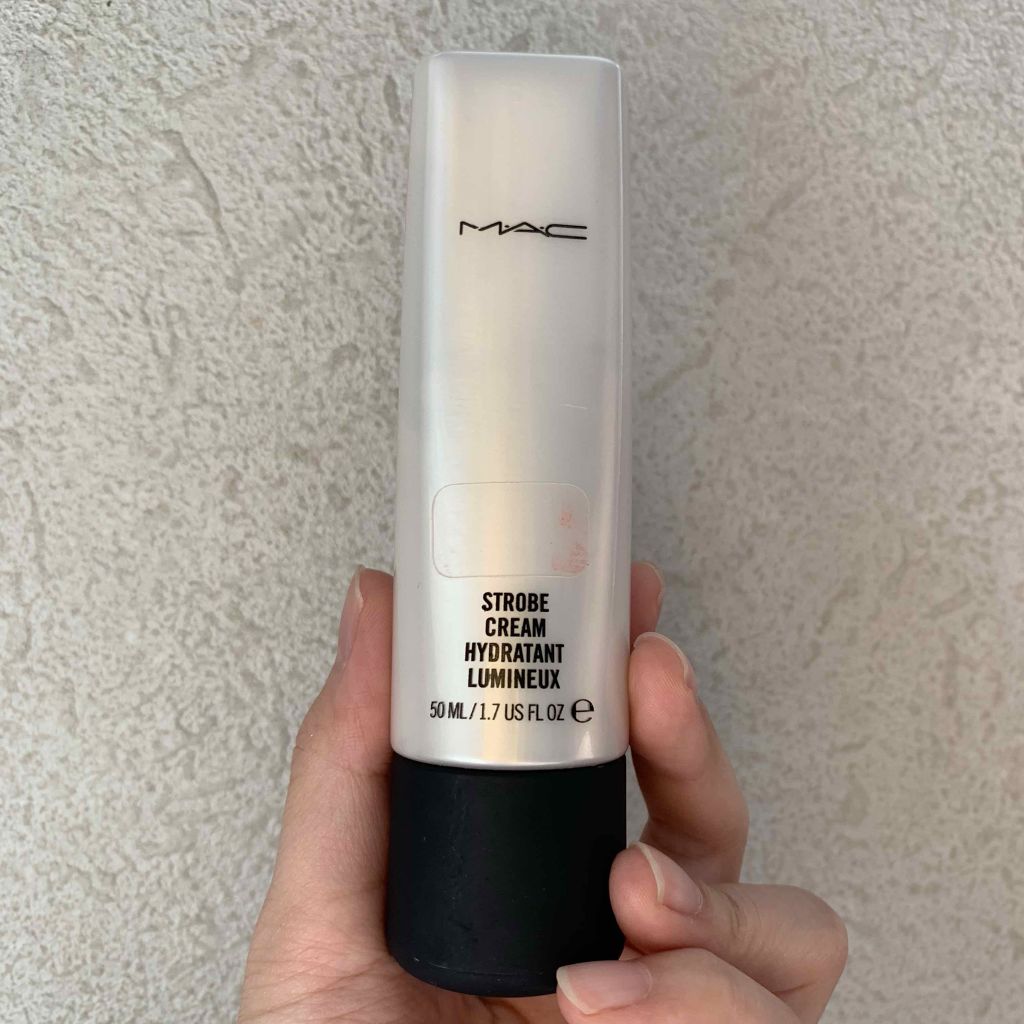 M·A·C
STROBE
CREAM
HYDRATANT
LUMINEUX
50 ML / 1.7 US FL OZ ℮